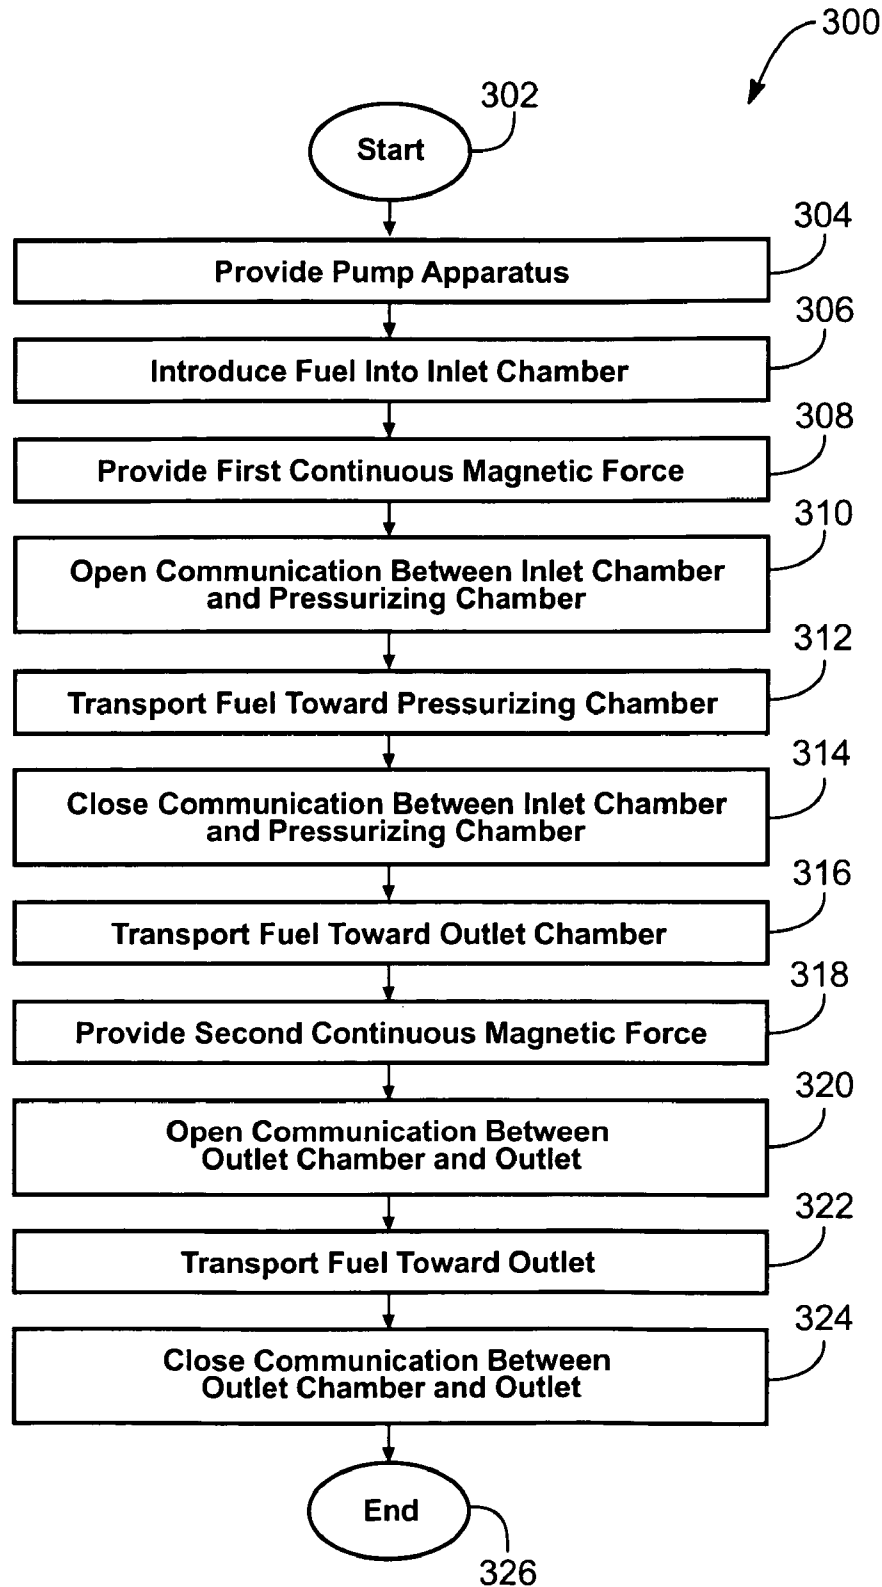 300
302
Start
304
Provide Pump Apparatus
306
Introduce Fuel Into Inlet Chamber
308
Provide First Continuous Magnetic Force
310
Open Communication Between Inlet Chamber
and Pressurizing Chamber
312
Transport Fuel Toward Pressurizing Chamber
314
Close Communication Between Inlet Chamber
and Pressurizing Chamber
316
Transport Fuel Toward Outlet Chamber
318
Provide Second Continuous Magnetic Force
320
Open Communication Between
Outlet Chamber and Outlet
322
Transport Fuel Toward Outlet
324
Close Communication Between
Outlet Chamber and Outlet
End
326